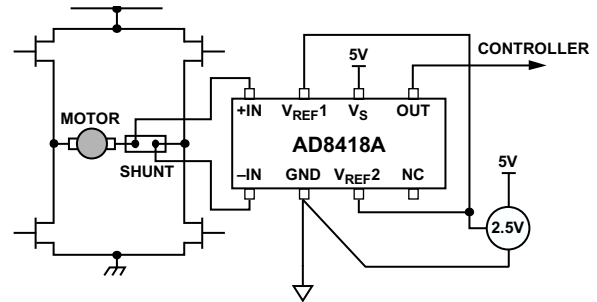 5V
CONTROLLER
+IN VREF1 VS OUT
MOTOR
AD8418A
SHUNT
–IN GND VREF2 NC
5V
2.5V